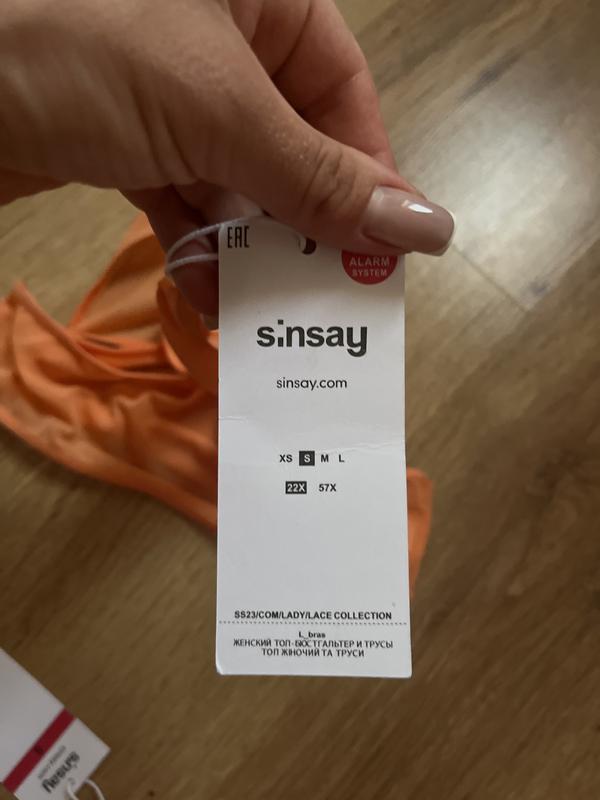 EAC
ALARM
SYSTEM
sinsay
sinsay.com
XS S M L
22X 57X
SS23/COM/LADY/LACE COLLECTION
L_bras
ЖЕНСКИЙ ТОП-БЮСТГАЛЬТЕР И ТРУСЫ
ТОП ЖІНОЧИЙ ТА ТРУСИ
sinsay